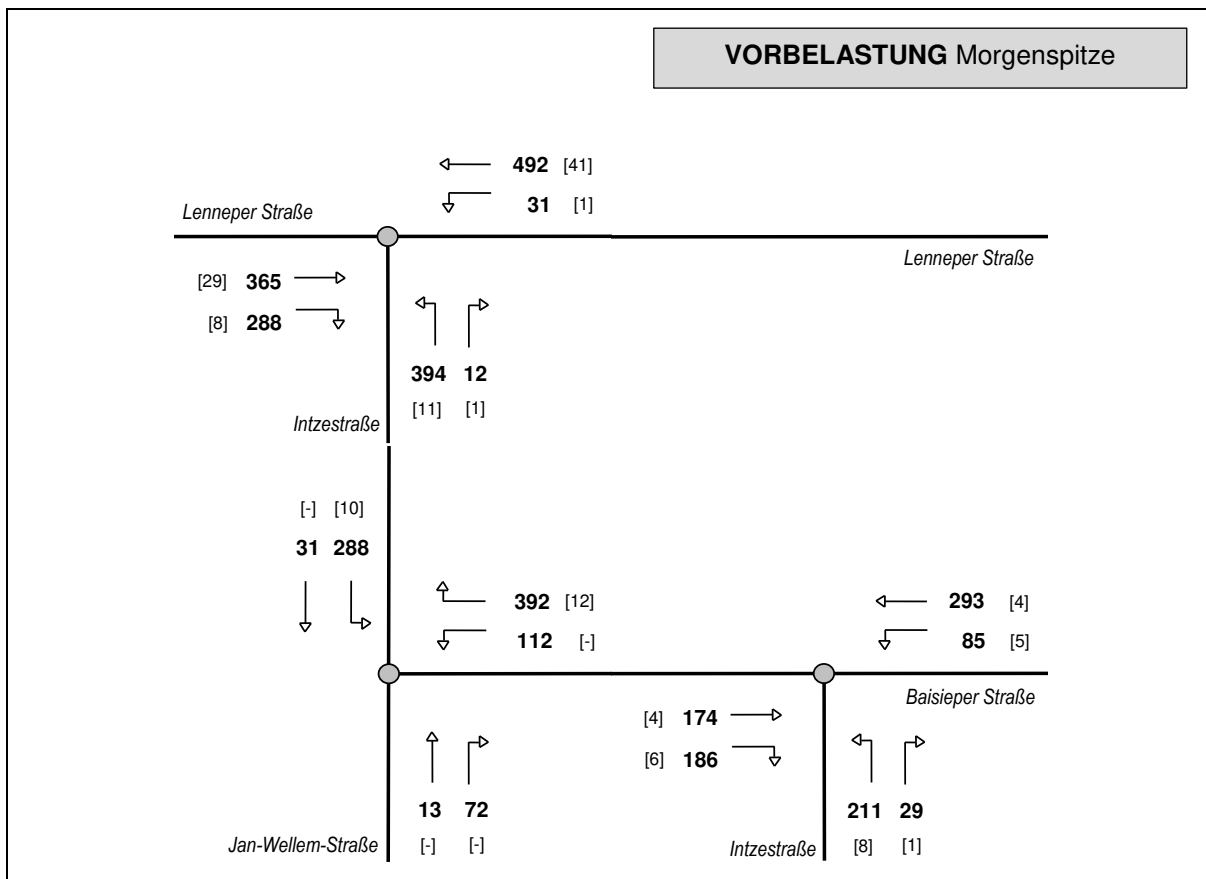 VORBELASTUNG Morgenspitze
492 [41]
31 [1]
Lenneper Straße
Lenneper Straße
[29] 365
[8] 288
394 12
[11] [1]
Intzestraße
[-] [10]
31 288
392 [12]
112 [-]
293 [4]
85 [5]
Baisieper Straße
[4] 174
[6] 186
13 72
[-] [-]
211 29
[8] [1]
Jan-Wellem-Straße
Intzestraße